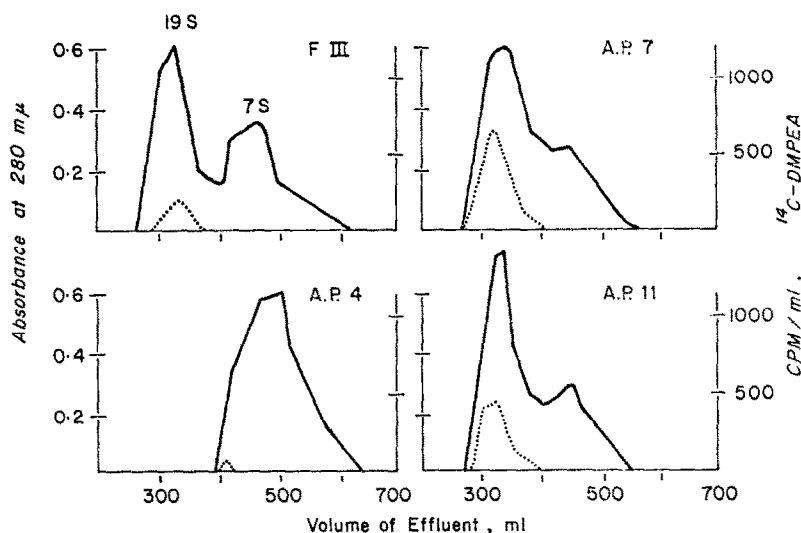 19 S
7 S
F III
A.P. 7
A.P. 4
A.P. 11
Absorbance at 280 mμ
0·6
0·4
0·2
0·6
0·4
0·2
1000
500
1000
500
¹⁴C-DMPEA
CPM/ml.
300 500 700
300 500 700
Volume of Effluent, ml